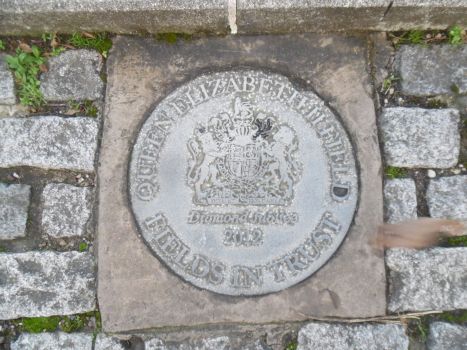 QUEEN ELIZABETH II FIELD
Diamond Jubilee
2012
FIELDS IN TRUST